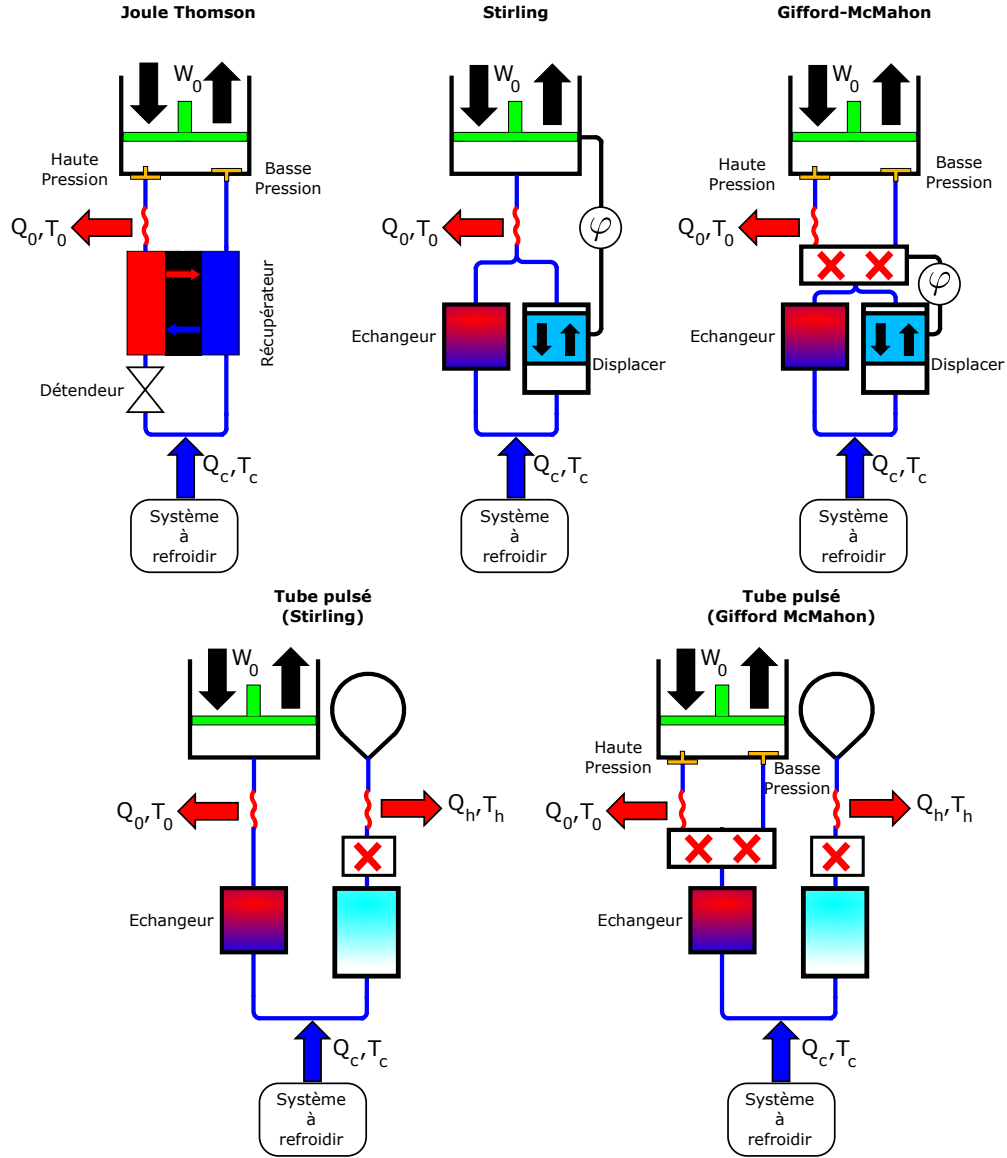 Joule Thomson
W0
Haute
Pression
Basse
Pression
Q0,T0
Récupérateur
Détendeur
Qc,Tc
Système
à
refroidir
Stirling
W0
Q0,T0
φ
Echangeur
Displacer
Qc,Tc
Système
à
refroidir
Gifford-McMahon
W0
Haute
Pression
Basse
Pression
Q0,T0
φ
Echangeur
Displacer
Qc,Tc
Système
à
refroidir
Tube pulsé
(Stirling)
W0
Q0,T0
Qh,Th
Echangeur
Qc,Tc
Système
à
refroidir
Tube pulsé
(Gifford McMahon)
W0
Haute
Pression
Basse
Pression
Q0,T0
Qh,Th
Echangeur
Qc,Tc
Système
à
refroidir